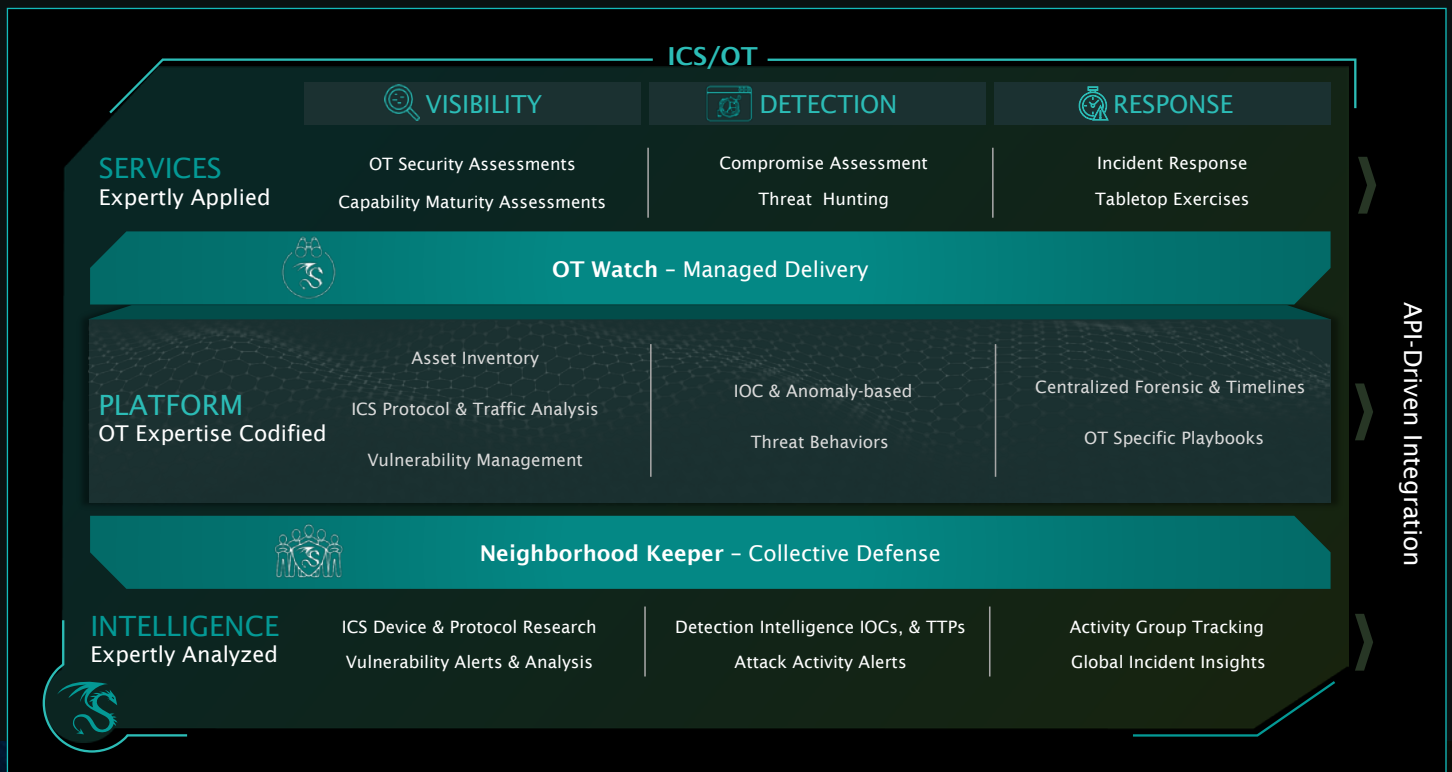 ICS/OT
VISIBILITY
DETECTION
RESPONSE
SERVICES
Expertly Applied
OT Security Assessments
Capability Maturity Assessments
Compromise Assessment
Threat Hunting
Incident Response
Tabletop Exercises
OT Watch – Managed Delivery
PLATFORM
OT Expertise Codified
Asset Inventory
ICS Protocol & Traffic Analysis
Vulnerability Management
IOC & Anomaly-based
Threat Behaviors
Centralized Forensic & Timelines
OT Specific Playbooks
Neighborhood Keeper – Collective Defense
INTELLIGENCE
Expertly Analyzed
ICS Device & Protocol Research
Vulnerability Alerts & Analysis
Detection Intelligence IOCs, & TTPs
Attack Activity Alerts
Activity Group Tracking
Global Incident Insights
API-Driven Integration